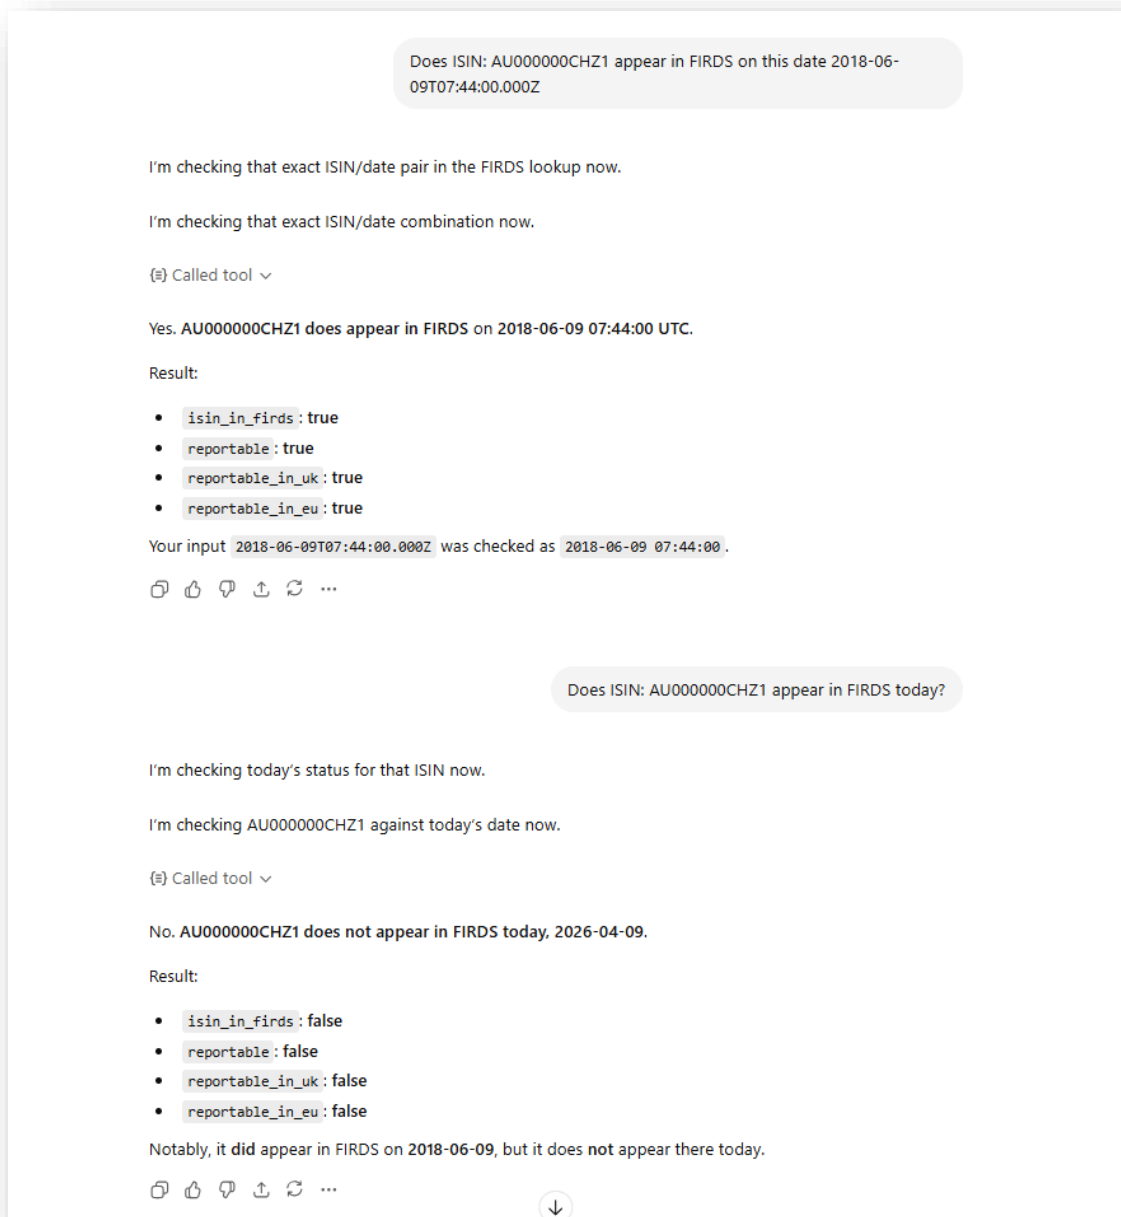 Does ISIN: AU000000CHZ1 appear in FIRDS on this date 2018-06-
09T07:44:00.000Z
I'm checking that exact ISIN/date pair in the FIRDS lookup now.
I'm checking that exact ISIN/date combination now.
Called tool
Yes. AU000000CHZ1 does appear in FIRDS on 2018-06-09 07:44:00 UTC.
Result:
• isin_in_firds: true
• reportable: true
• reportable_in_uk: true
• reportable_in_eu: true
Your input 2018-06-09T07:44:00.000Z was checked as 2018-06-09 07:44:00.
Does ISIN: AU000000CHZ1 appear in FIRDS today?
I'm checking today's status for that ISIN now.
I'm checking AU000000CHZ1 against today's date now.
Called tool
No. AU000000CHZ1 does not appear in FIRDS today, 2026-04-09.
Result:
• isin_in_firds: false
• reportable: false
• reportable_in_uk: false
• reportable_in_eu: false
Notably, it did appear in FIRDS on 2018-06-09, but it does not appear there today.